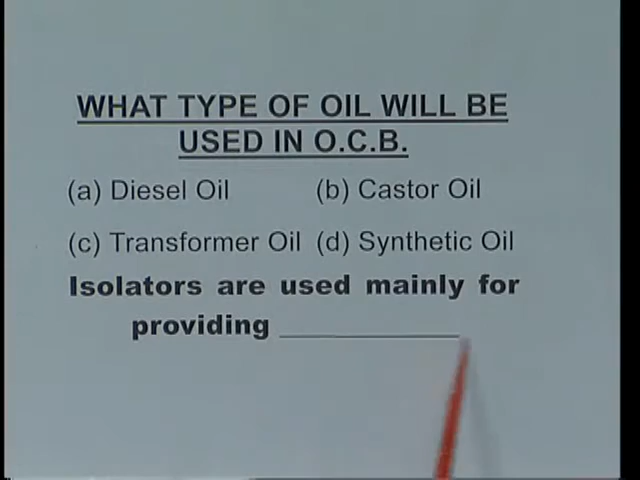 WHAT TYPE OF OIL WILL BE
USED IN O.C.B.
(a) Diesel Oil (b) Castor Oil
(c) Transformer Oil (d) Synthetic Oil
Isolators are used mainly for
providing ____________